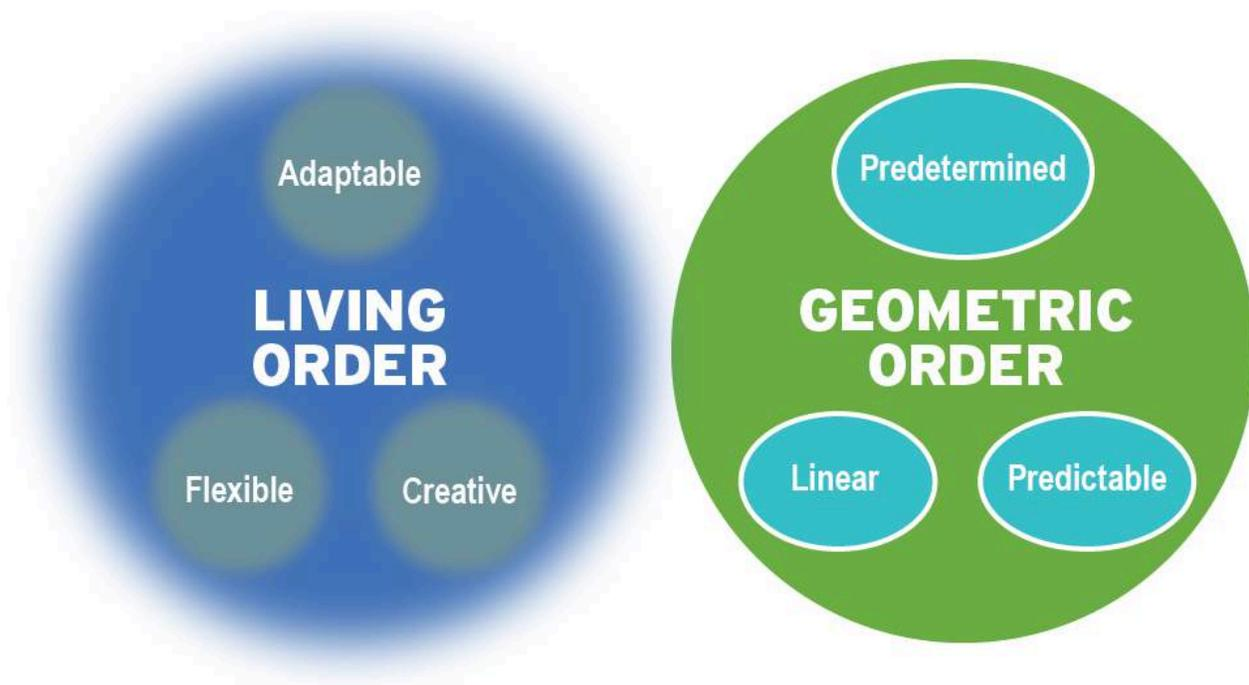 Adaptable
LIVING
ORDER
Flexible
Creative
Predetermined
GEOMETRIC
ORDER
Linear
Predictable